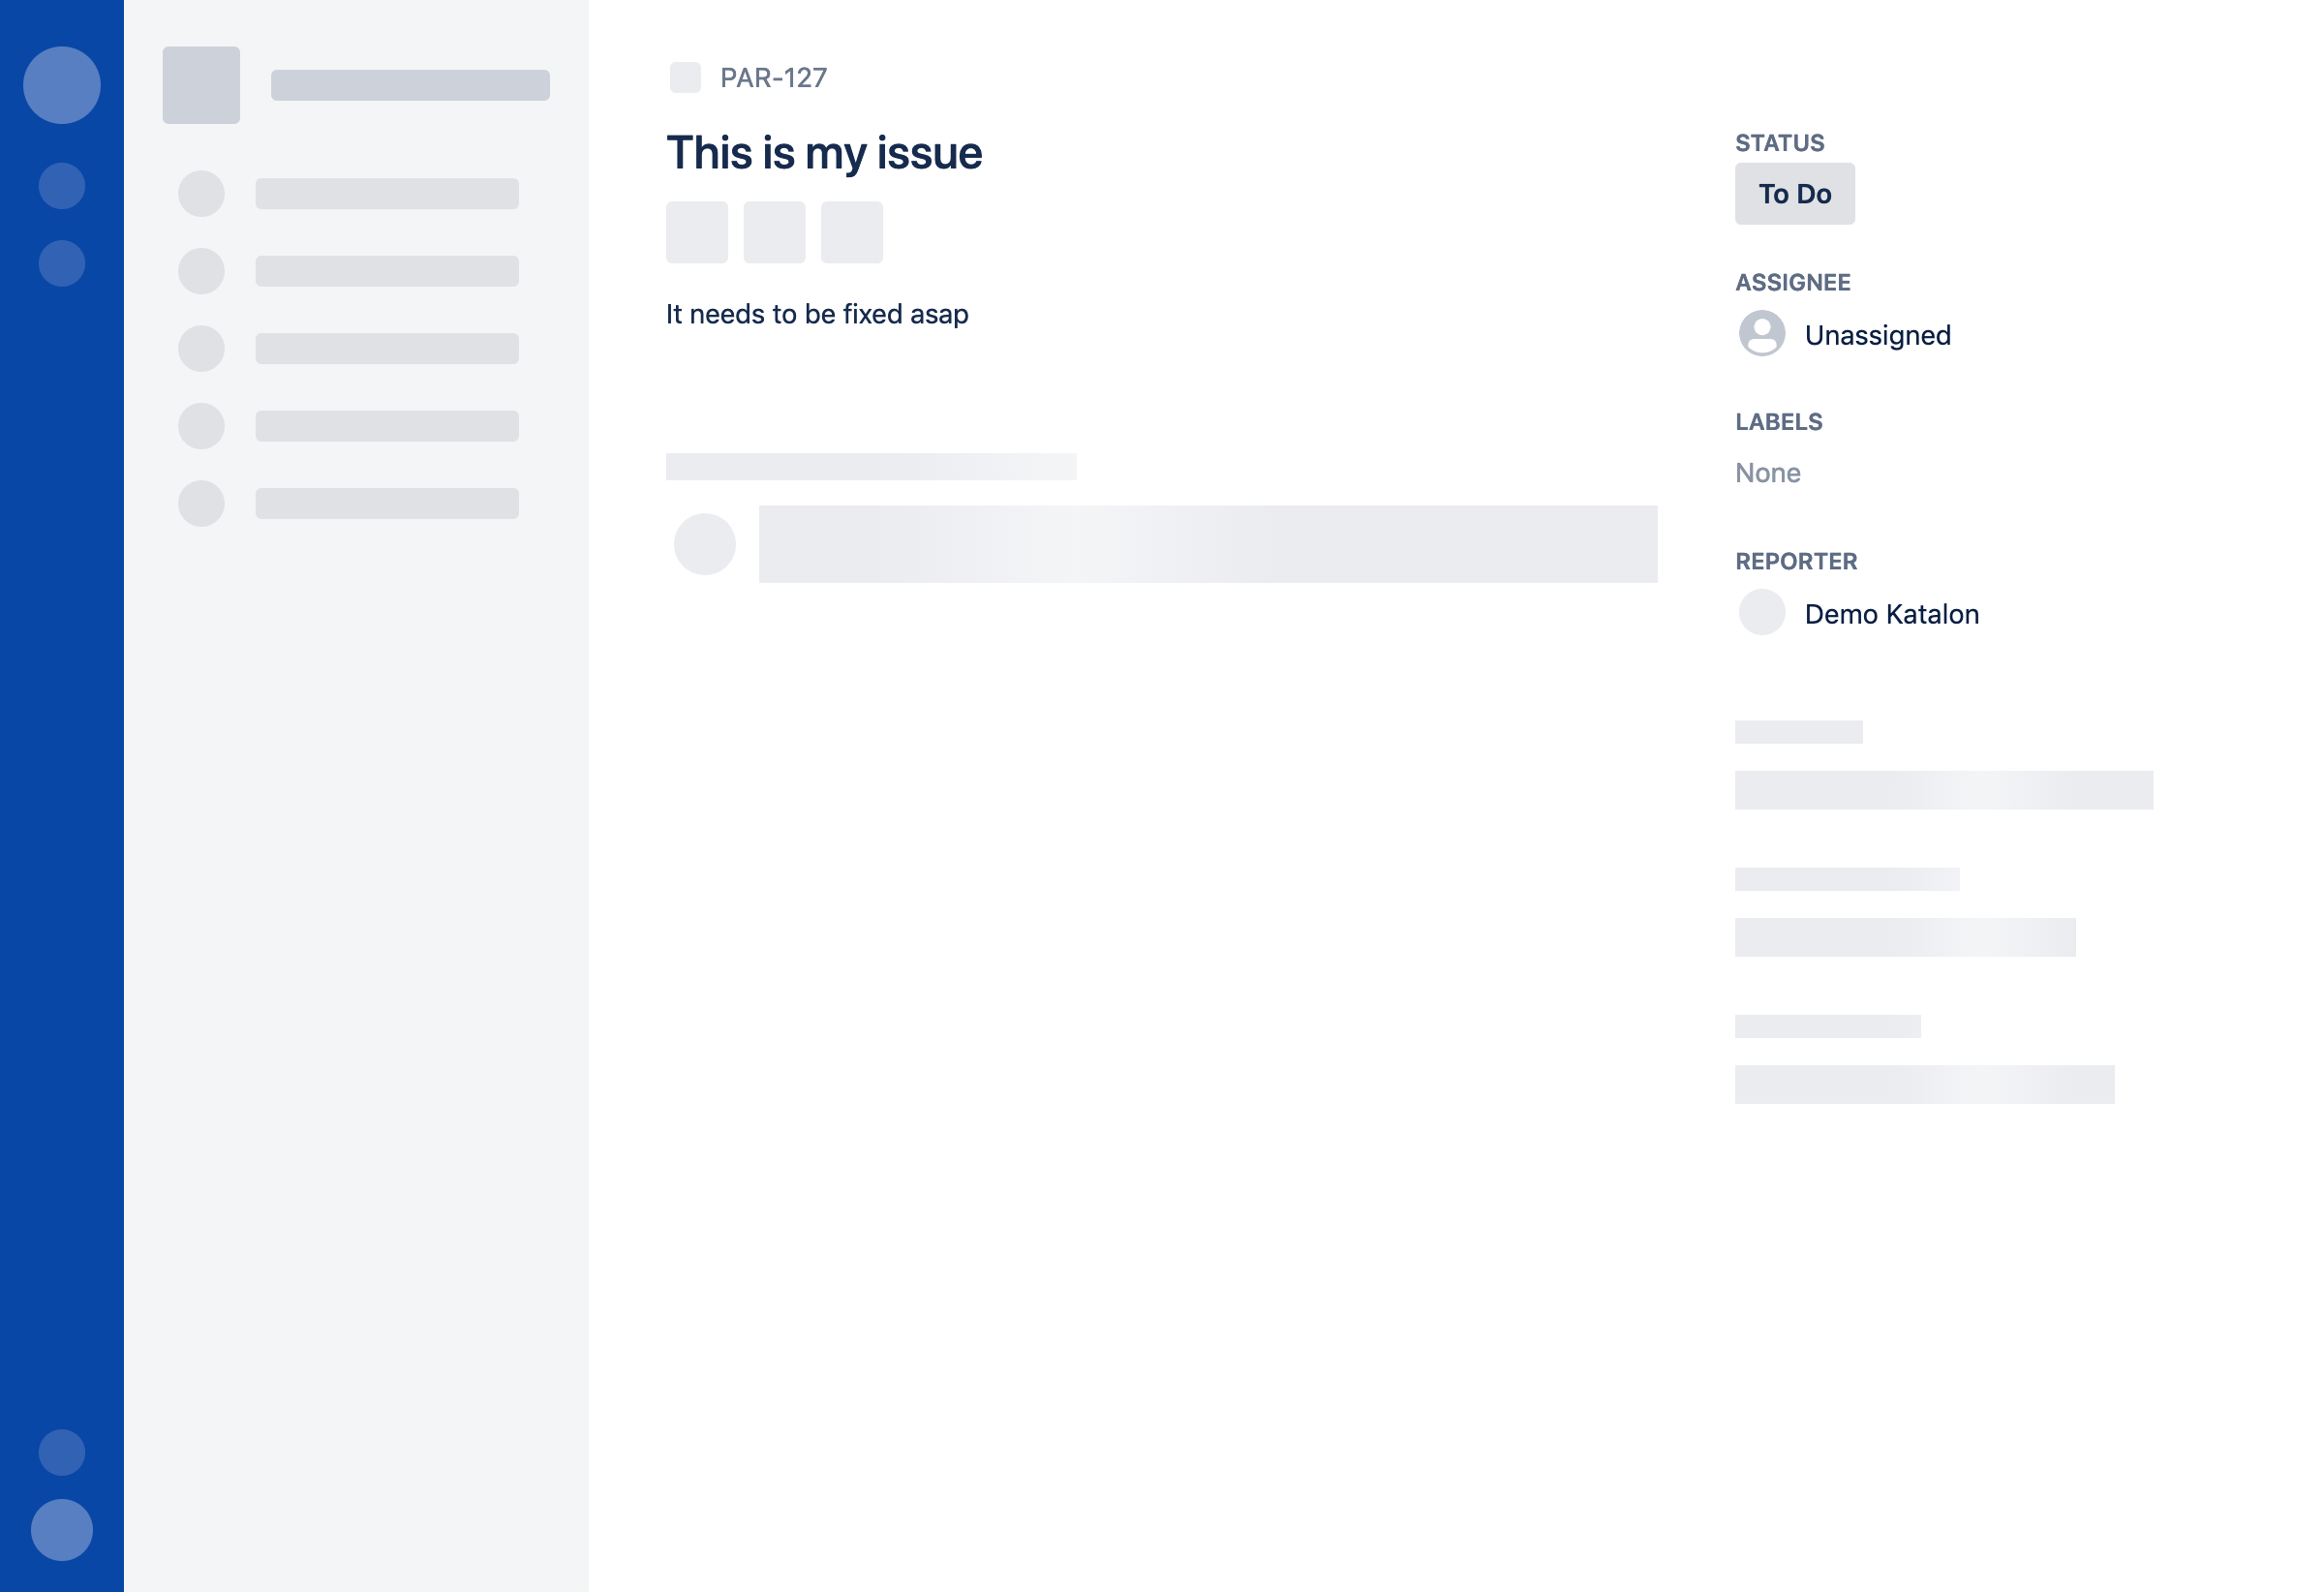 PAR-127
This is my issue
It needs to be fixed asap
STATUS
To Do
ASSIGNEE
Unassigned
LABELS
None
REPORTER
Demo Katalon